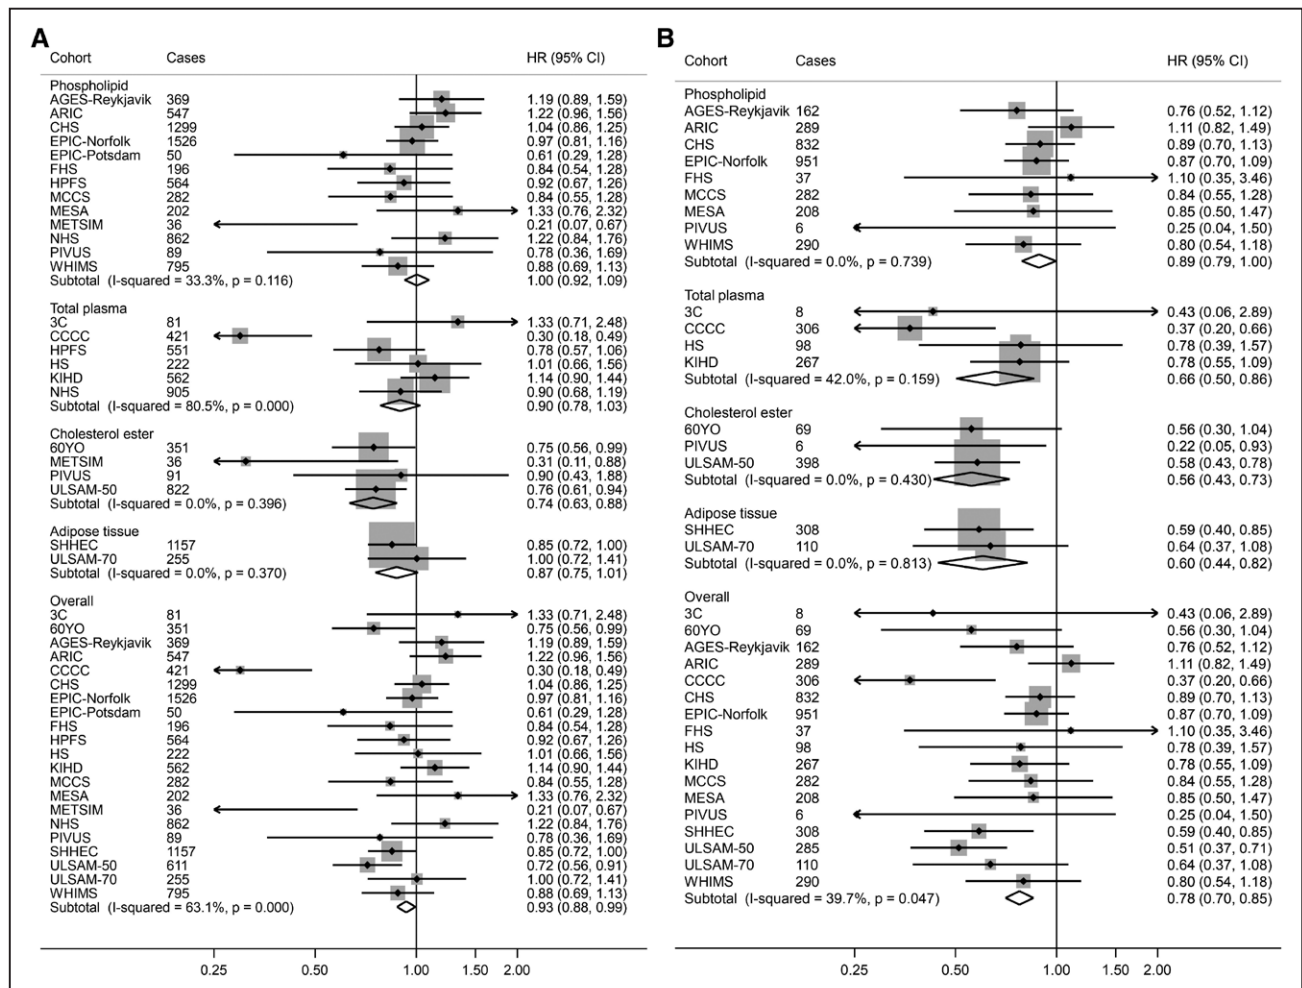 A
Cohort Cases HR (95% CI)
Phospholipid
AGES-Reykjavik 369 1.19 (0.89, 1.59)
ARIC 547 1.22 (0.96, 1.56)
CHS 1299 1.04 (0.86, 1.25)
EPIC-Norfolk 1526 0.97 (0.81, 1.16)
EPIC-Potsdam 50 0.61 (0.29, 1.28)
FHS 196 0.84 (0.54, 1.28)
HPFS 564 0.92 (0.67, 1.26)
MCCS 282 0.84 (0.55, 1.28)
MESA 202 1.33 (0.76, 2.32)
METSIM 36 0.21 (0.07, 0.67)
NHS 862 1.22 (0.84, 1.76)
PIVUS 89 0.78 (0.36, 1.69)
WHIMS 795 0.88 (0.69, 1.13)
Subtotal (I-squared = 33.3%, p = 0.116) 1.00 (0.92, 1.09)
Total plasma
3C 81 1.33 (0.71, 2.48)
CCCC 421 0.30 (0.18, 0.49)
HPFS 551 0.78 (0.57, 1.06)
HS 222 1.01 (0.66, 1.56)
KIHD 562 1.14 (0.90, 1.44)
NHS 905 0.90 (0.68, 1.19)
Subtotal (I-squared = 80.5%, p = 0.000) 0.90 (0.78, 1.03)
Cholesterol ester
60YO 351 0.75 (0.56, 0.99)
METSIM 36 0.31 (0.11, 0.88)
PIVUS 91 0.90 (0.43, 1.88)
ULSAM-50 822 0.76 (0.61, 0.94)
Subtotal (I-squared = 0.0%, p = 0.396) 0.74 (0.63, 0.88)
Adipose tissue
SHHEC 1157 0.85 (0.72, 1.00)
ULSAM-70 255 1.00 (0.72, 1.41)
Subtotal (I-squared = 0.0%, p = 0.370) 0.87 (0.75, 1.01)
Overall
3C 81 1.33 (0.71, 2.48)
60YO 351 0.75 (0.56, 0.99)
AGES-Reykjavik 369 1.19 (0.89, 1.59)
ARIC 547 1.22 (0.96, 1.56)
CCCC 421 0.30 (0.18, 0.49)
CHS 1299 1.04 (0.86, 1.25)
EPIC-Norfolk 1526 0.97 (0.81, 1.16)
EPIC-Potsdam 50 0.61 (0.29, 1.28)
FHS 196 0.84 (0.54, 1.28)
HPFS 564 0.92 (0.67, 1.26)
HS 222 1.01 (0.66, 1.56)
KIHD 562 1.14 (0.90, 1.44)
MCCS 282 0.84 (0.55, 1.28)
MESA 202 1.33 (0.76, 2.32)
METSIM 36 0.21 (0.07, 0.67)
NHS 862 1.22 (0.84, 1.76)
PIVUS 89 0.78 (0.36, 1.69)
SHHEC 1157 0.85 (0.72, 1.00)
ULSAM-50 611 0.72 (0.56, 0.91)
ULSAM-70 255 1.00 (0.72, 1.41)
WHIMS 795 0.88 (0.69, 1.13)
Subtotal (I-squared = 63.1%, p = 0.000) 0.93 (0.88, 0.99)
0.25 0.50 1.00 1.50 2.00
B
Cohort Cases HR (95% CI)
Phospholipid
AGES-Reykjavik 162 0.76 (0.52, 1.12)
ARIC 289 1.11 (0.82, 1.49)
CHS 832 0.89 (0.70, 1.13)
EPIC-Norfolk 951 0.87 (0.70, 1.09)
FHS 37 1.10 (0.35, 3.46)
MCCS 282 0.84 (0.55, 1.28)
MESA 208 0.85 (0.50, 1.47)
PIVUS 6 0.25 (0.04, 1.50)
WHIMS 290 0.80 (0.54, 1.18)
Subtotal (I-squared = 0.0%, p = 0.739) 0.89 (0.79, 1.00)
Total plasma
3C 8 0.43 (0.06, 2.89)
CCCC 306 0.37 (0.20, 0.66)
HS 98 0.78 (0.39, 1.57)
KIHD 267 0.78 (0.55, 1.09)
Subtotal (I-squared = 42.0%, p = 0.159) 0.66 (0.50, 0.86)
Cholesterol ester
60YO 69 0.56 (0.30, 1.04)
PIVUS 6 0.22 (0.05, 0.93)
ULSAM-50 398 0.58 (0.43, 0.78)
Subtotal (I-squared = 0.0%, p = 0.430) 0.56 (0.43, 0.73)
Adipose tissue
SHHEC 308 0.59 (0.40, 0.85)
ULSAM-70 110 0.64 (0.37, 1.08)
Subtotal (I-squared = 0.0%, p = 0.813) 0.60 (0.44, 0.82)
Overall
3C 8 0.43 (0.06, 2.89)
60YO 69 0.56 (0.30, 1.04)
AGES-Reykjavik 162 0.76 (0.52, 1.12)
ARIC 289 1.11 (0.82, 1.49)
CCCC 306 0.37 (0.20, 0.66)
CHS 832 0.89 (0.70, 1.13)
EPIC-Norfolk 951 0.87 (0.70, 1.09)
FHS 37 1.10 (0.35, 3.46)
HS 98 0.78 (0.39, 1.57)
KIHD 267 0.78 (0.55, 1.09)
MCCS 282 0.84 (0.55, 1.28)
MESA 208 0.85 (0.50, 1.47)
PIVUS 6 0.25 (0.04, 1.50)
SHHEC 308 0.59 (0.40, 0.85)
ULSAM-50 285 0.51 (0.37, 0.71)
ULSAM-70 110 0.64 (0.37, 1.08)
WHIMS 290 0.80 (0.54, 1.18)
Subtotal (I-squared = 39.7%, p = 0.047) 0.78 (0.70, 0.85)
0.25 0.50 1.00 1.50 2.00